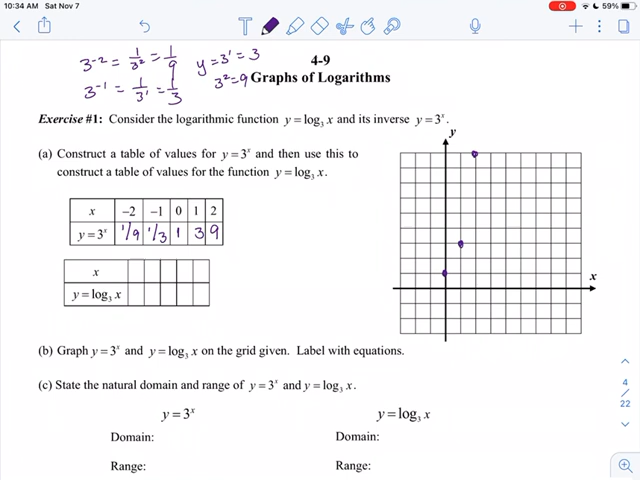 10:34 AM Sat Nov 7
59%
3⁻² = 1/3² = 1/9
y = 3¹ = 3
3⁻¹ = 1/3¹ = 1/3
3² = 9
4-9
Graphs of Logarithms
Exercise #1: Consider the logarithmic function y = log₃ x and its inverse y = 3ˣ.
(a) Construct a table of values for y = 3ˣ and then use this to
construct a table of values for the function y = log₃ x.
x -2 -1 0 1 2
y = 3ˣ 1/9 1/3 1 3 9
x
y = log₃ x
y
x
(b) Graph y = 3ˣ and y = log₃ x on the grid given. Label with equations.
(c) State the natural domain and range of y = 3ˣ and y = log₃ x.
y = 3ˣ y = log₃ x
Domain: Domain:
Range: Range:
4
/
22